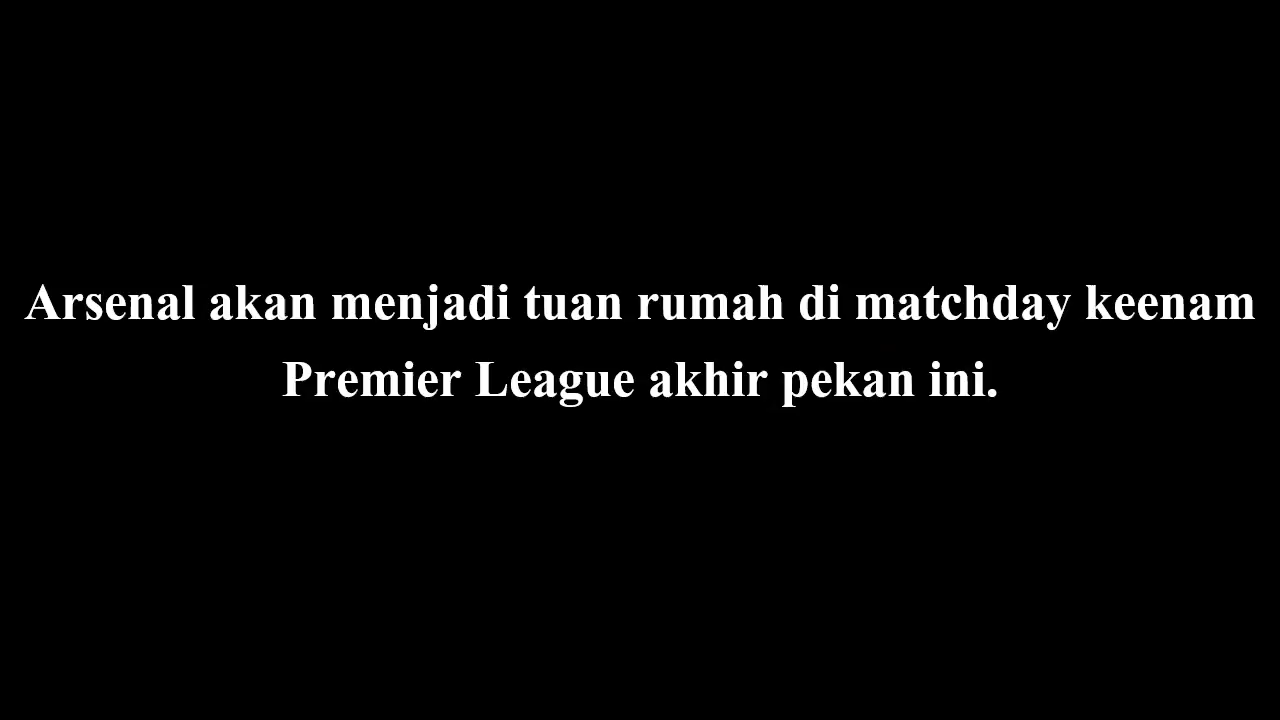 Arsenal akan menjadi tuan rumah di matchday keenam
Premier League akhir pekan ini.